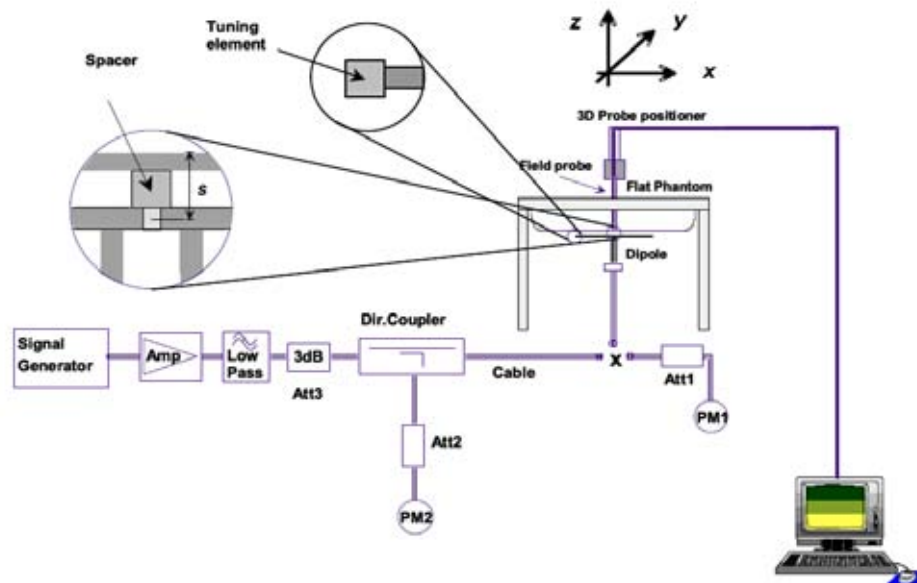 Tuning
element
Spacer
s
z
y
x
3D Probe positioner
Field probe
Flat Phantom
Dipole
Dir.Coupler
Signal
Generator
Amp
Low
Pass
3dB
Att3
Cable
X
Att1
PM1
Att2
PM2